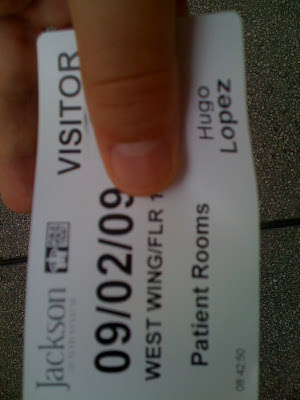 Jackson
VISITOR
09/02/09
WEST WING/FLR
Patient Rooms
Hugo
Lopez
08:42:50